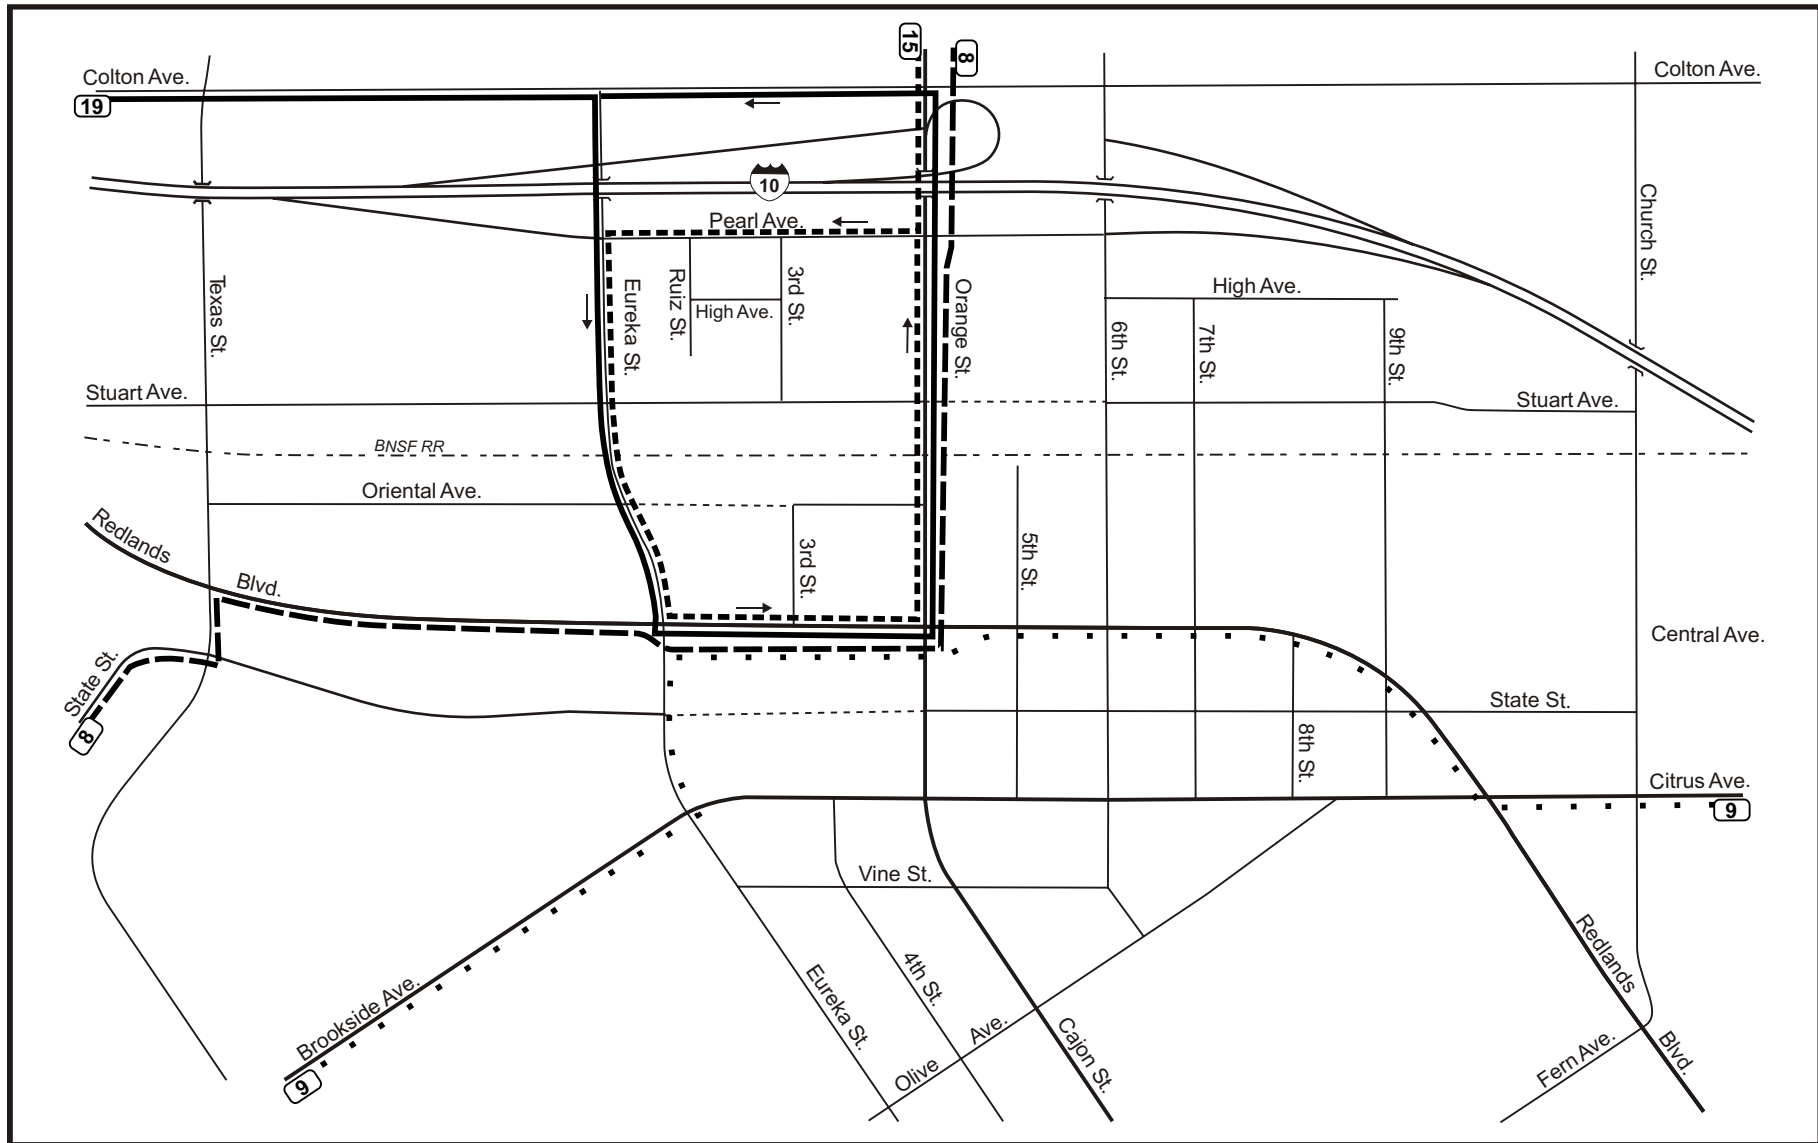 15
8
Colton Ave.
Colton Ave.
19
10
Pearl Ave.
Church St.
Texas St.
Eureka St.
Ruiz St.
3rd St.
High Ave.
Orange St.
High Ave.
6th St.
7th St.
9th St.
Stuart Ave.
Stuart Ave.
BNSF RR
Oriental Ave.
Redlands
Blvd.
3rd St.
5th St.
Central Ave.
State St.
8
State St.
8th St.
Citrus Ave.
9
Vine St.
Brookside Ave.
9
Eureka St.
4th St.
Olive
Ave.
Cajon St.
Redlands
Blvd.
Fern Ave.